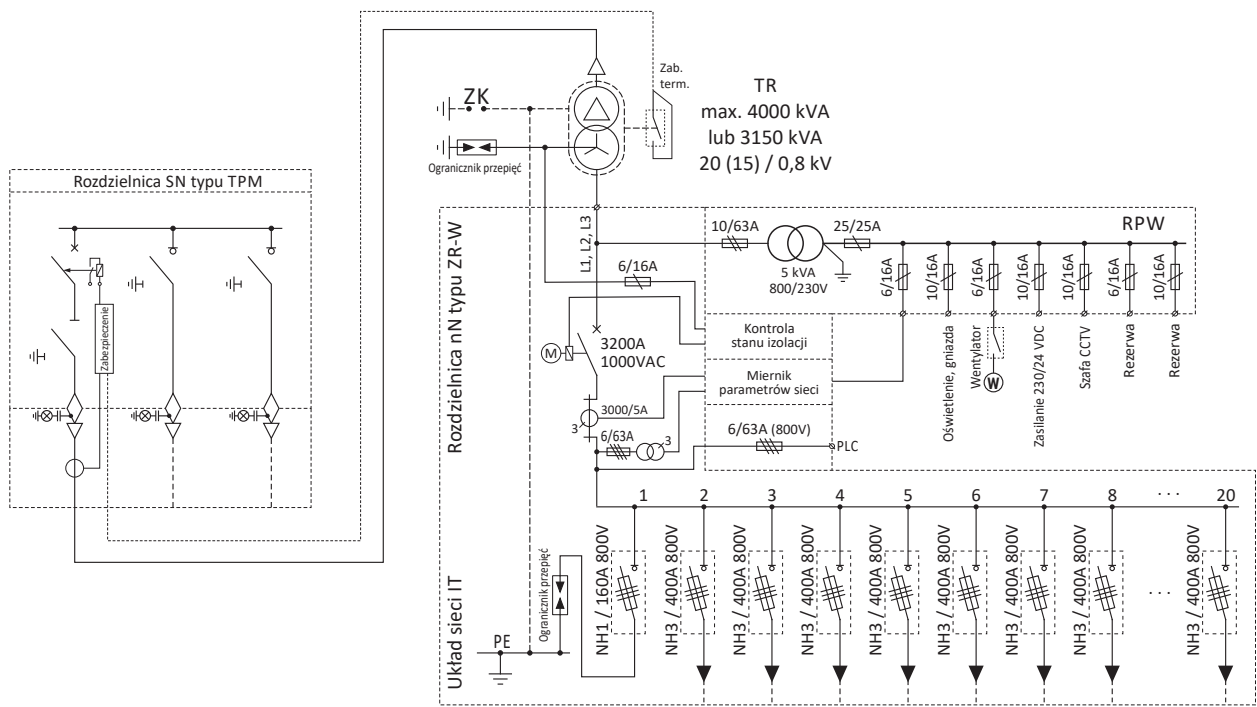 ZK
Ogranicznik przepięć
Zab.
term.
TR
max. 4000 kVA
lub 3150 kVA
20 (15) / 0,8 kV
Rozdzielnica SN typu TPM
Zabezpieczenie
Rozdzielnica nN typu ZR-W
L1, L2, L3
10/63A
5 kVA
800/230V
25/25A
RPW
6/16A
6/16A
10/16A
6/16A
10/16A
10/16A
6/16A
10/16A
Oświetlenie, gniazda
Wentylator
W
Zasilanie 230/24 VDC
Szafa CCTV
Rezerwa
Rezerwa
M
3200A
1000VAC
Kontrola
stanu izolacji
Miernik
parametrów sieci
3000/5A
3
6/63A
3
6/63A (800V)
PLC
Układ sieci IT
PE
Ogranicznik przepięć
1 2 3 4 5 6 7 8 ... 20
NH1 / 160A 800V
NH3 / 400A 800V
NH3 / 400A 800V
NH3 / 400A 800V
NH3 / 400A 800V
NH3 / 400A 800V
NH3 / 400A 800V
NH3 / 400A 800V
...
NH3 / 400A 800V